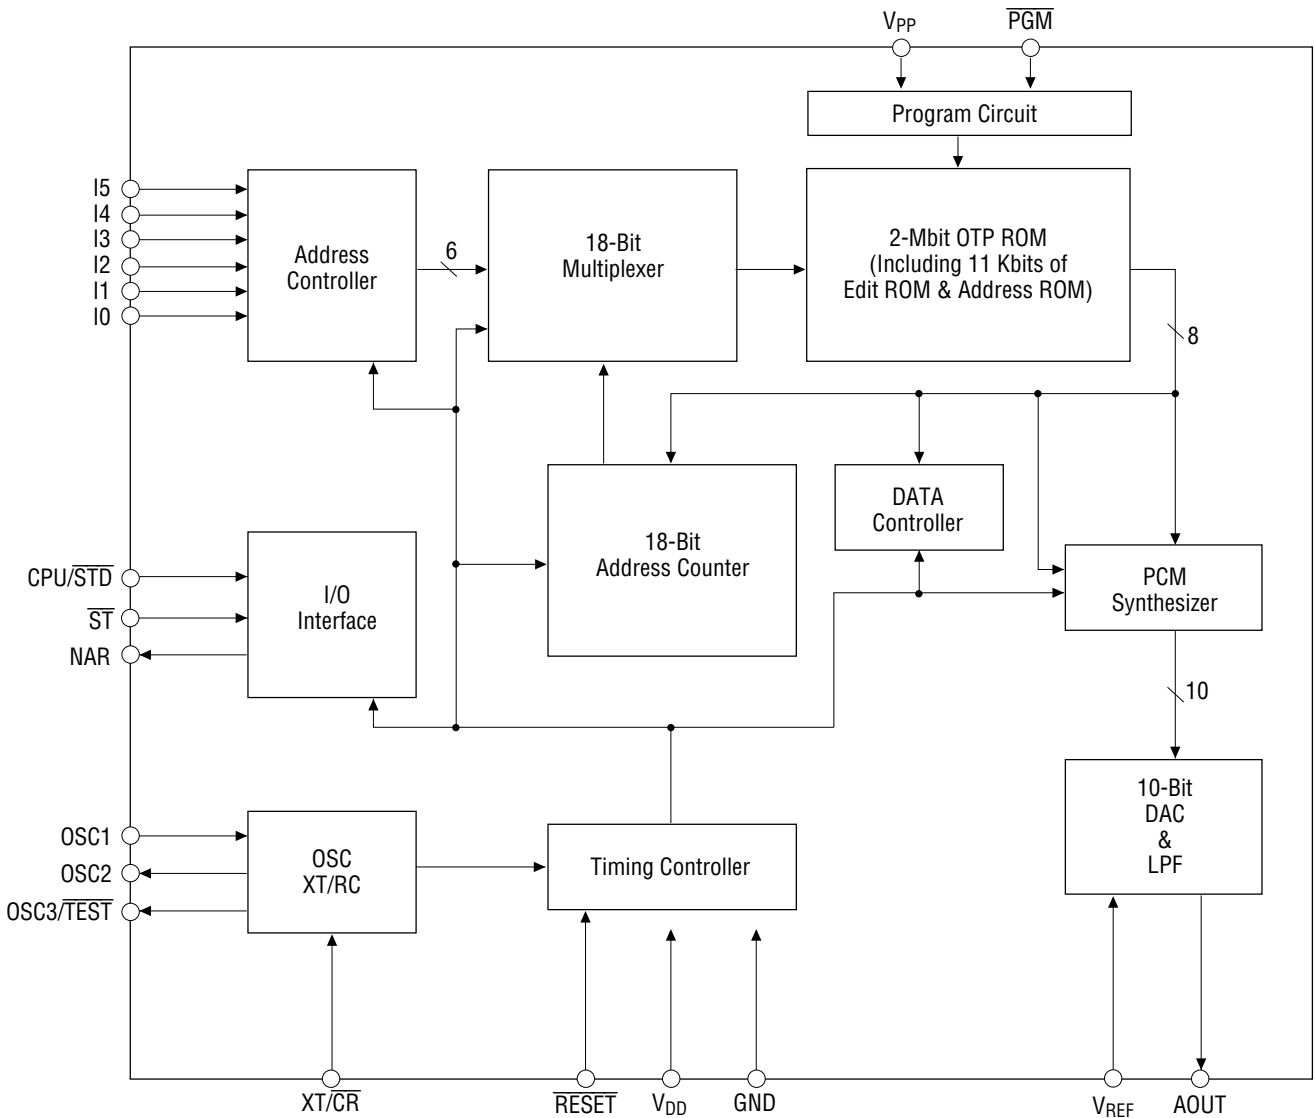 VPP
PGM
Program Circuit
I5
I4
I3
I2
I1
I0
Address
Controller
6
18-Bit
Multiplexer
2-Mbit OTP ROM
(Including 11 Kbits of
Edit ROM & Address ROM)
8
18-Bit
Address Counter
DATA
Controller
PCM
Synthesizer
CPU/STD
ST
NAR
I/O
Interface
10
10-Bit
DAC
&
LPF
OSC1
OSC2
OSC3/TEST
OSC
XT/RC
Timing Controller
XT/CR
RESET
VDD
GND
VREF
AOUT